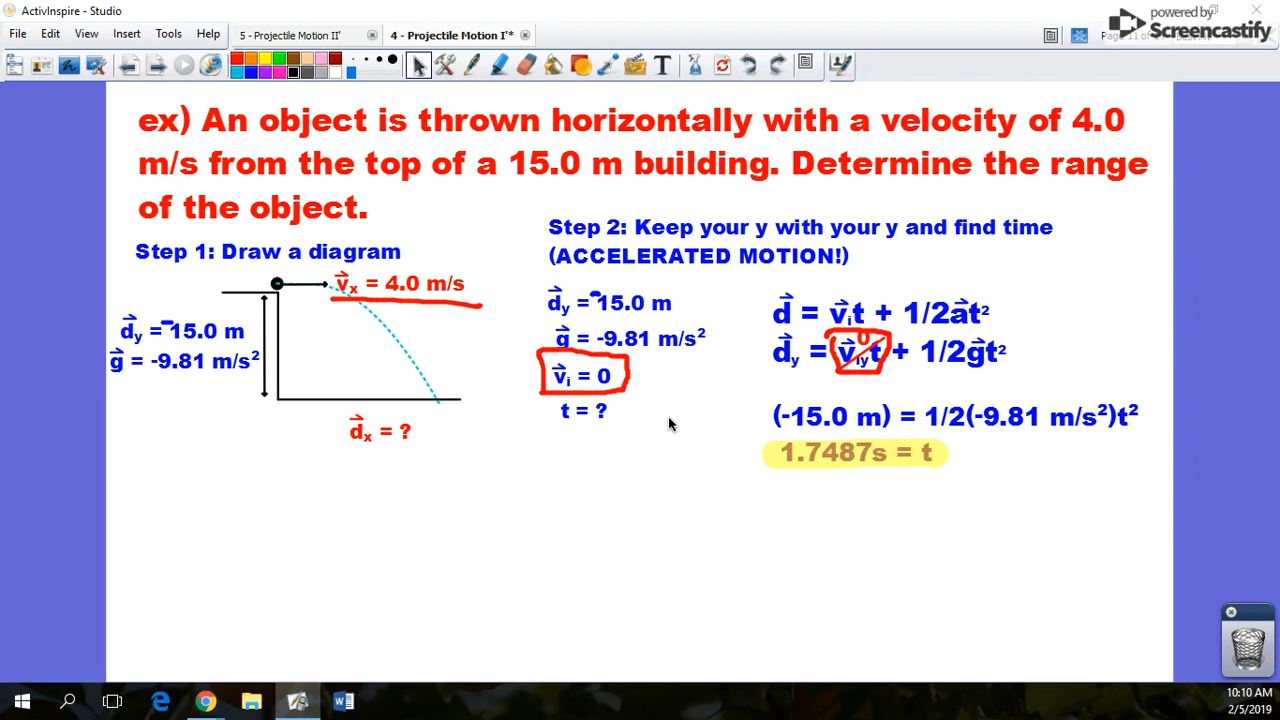 ActivInspire - Studio
powered by
Screencastify
File Edit View Insert Tools Help
5 - Projectile Motion II'
4 - Projectile Motion I'*
ex) An object is thrown horizontally with a velocity of 4.0
m/s from the top of a 15.0 m building. Determine the range
of the object.
Step 1: Draw a diagram
v⃗ₓ = 4.0 m/s
d⃗y = -15.0 m
g⃗ = -9.81 m/s²
d⃗ₓ = ?
Step 2: Keep your y with your y and find time
(ACCELERATED MOTION!)
d⃗y = -15.0 m
g⃗ = -9.81 m/s²
v⃗ᵢ = 0
t = ?
d⃗ = v⃗ᵢt + 1/2a⃗t²
0
d⃗y = v⃗iyt + 1/2g⃗t²
(-15.0 m) = 1/2(-9.81 m/s²)t²
1.7487s = t
10:10 AM
2/5/2019